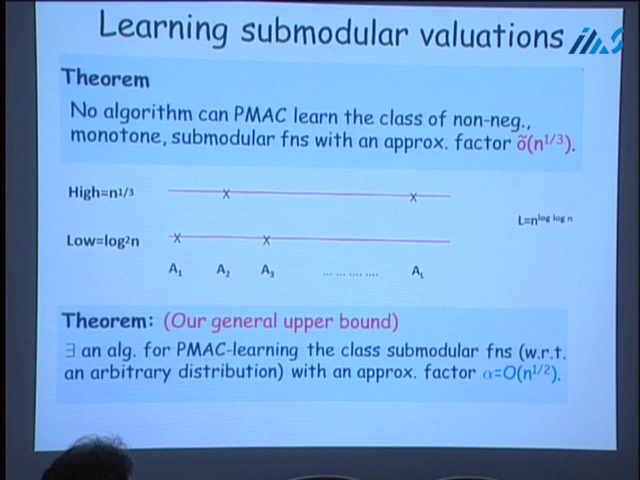 Learning submodular valuations
Theorem
No algorithm can PMAC learn the class of non-neg.,
monotone, submodular fns with an approx. factor õ(n^1/3).
High=n^1/3
x x
L=n^log log n
Low=log²n
x x
A₁ A₂ A₃ ... ... ... .... A_L
Theorem: (Our general upper bound)
∃ an alg. for PMAC-learning the class submodular fns (w.r.t.
an arbitrary distribution) with an approx. factor α=O(n^1/2).